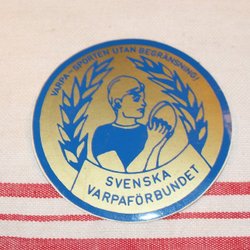 VARPA-SPORTEN UTAN BEGRÄNSNING!
SVENSKA
VARPAFÖRBUNDET